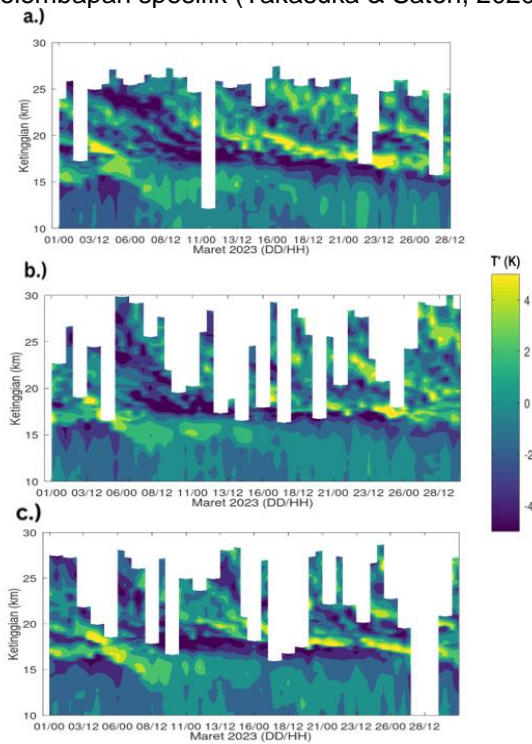 elembapan spesifik (Takasuka & Satoh, 2020
a.)
30
25
20
15
10
Ketinggian (km)
01/00 03/12 06/00 08/12 11/00 13/12 16/00 18/12 21/00 23/12 26/00 28/12
Maret 2023 (DD/HH)
b.)
30
25
20
15
10
Ketinggian (km)
01/00 03/12 06/00 08/12 11/00 13/12 16/00 18/12 21/00 23/12 26/00 28/12
Maret 2023 (DD/HH)
T' (K)
4
2
0
-2
-4
c.)
30
25
20
15
10
Ketinggian (km)
01/00 03/12 06/00 08/12 11/00 13/12 16/00 18/12 21/00 23/12 26/00 28/12
Maret 2023 (DD/HH)